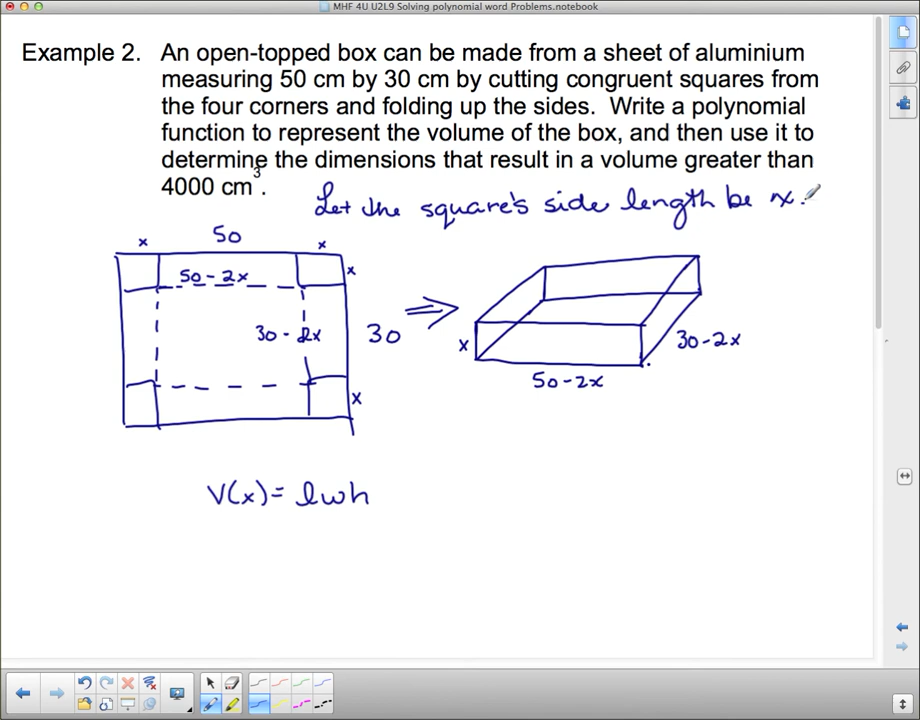 MHF 4U U2L9 Solving polynomial word Problems.notebook
Example 2. An open-topped box can be made from a sheet of aluminium
measuring 50 cm by 30 cm by cutting congruent squares from
the four corners and folding up the sides. Write a polynomial
function to represent the volume of the box, and then use it to
determine the dimensions that result in a volume greater than
4000 cm³.
Let the square's side length be x.
x 50 x
50-2x x
30-2x 30
x
x 30-2x
50-2x
V(x)= lwh